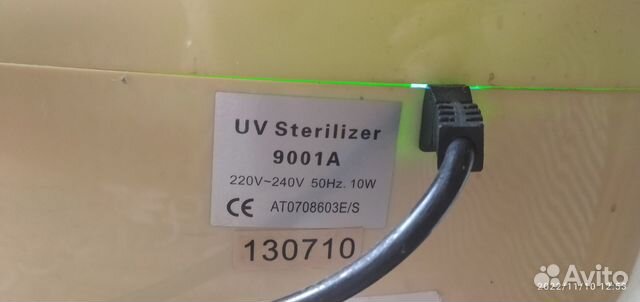 UV Sterilizer
9001A
220V~240V 50Hz. 10W
CE AT0708603E/S
130710
Avito
2022/11/10 12:53